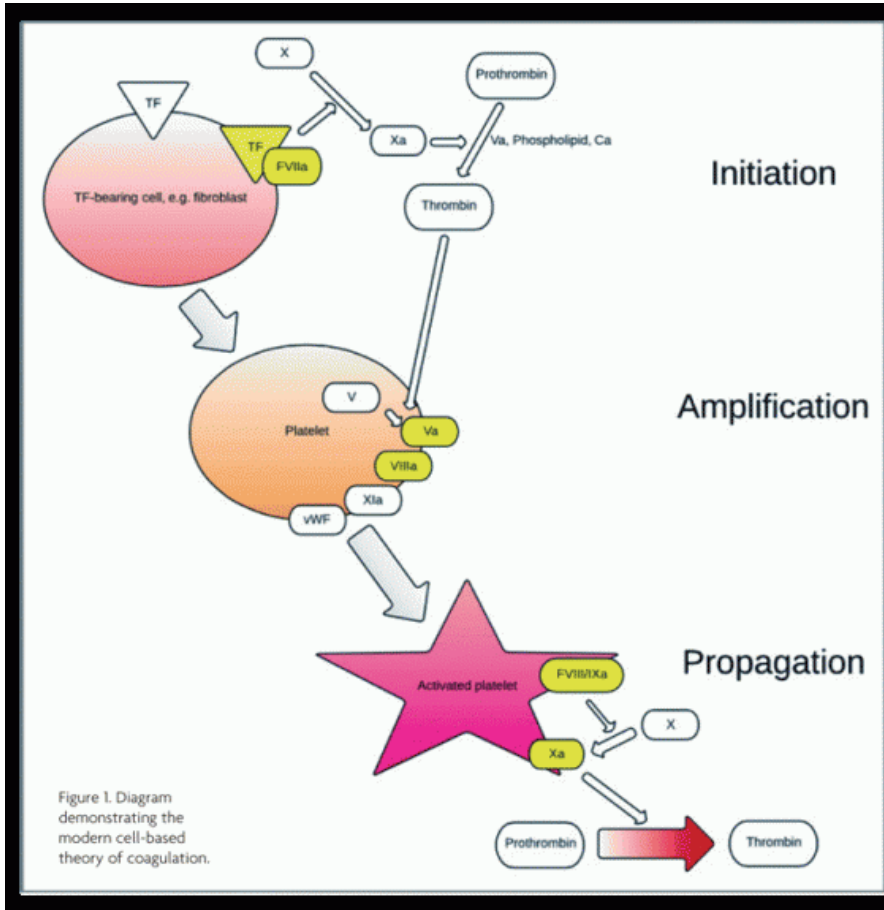 X
Prothrombin
TF
TF
Xa
Va, Phospholipid, Ca
FVIIa
Initiation
TF-bearing cell, e.g. fibroblast
Thrombin
V
Amplification
Platelet
Va
VIIIa
XIa
vWF
Propagation
Activated platelet
FVIII/IXa
X
Xa
Figure 1. Diagram
demonstrating the
modern cell-based
theory of coagulation.
Prothrombin
Thrombin